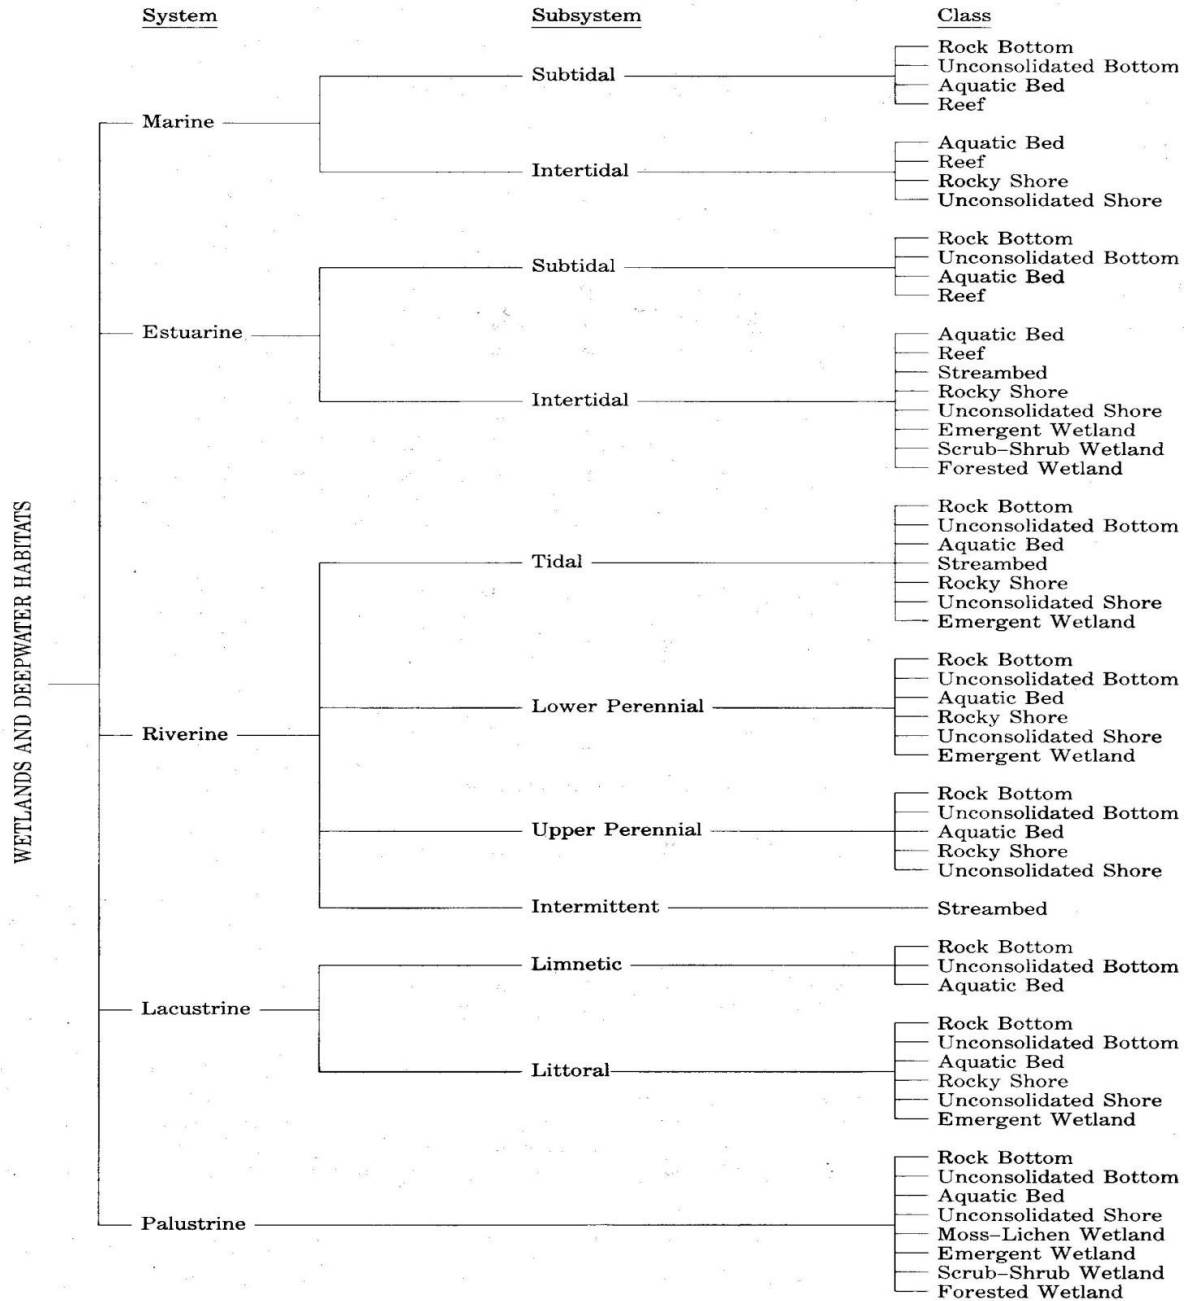 System Subsystem Class
Rock Bottom
Unconsolidated Bottom
Subtidal
Aquatic Bed
Reef
Marine
Aquatic Bed
Reef
Intertidal
Rocky Shore
Unconsolidated Shore
Rock Bottom
Unconsolidated Bottom
Subtidal
Aquatic Bed
Reef
Estuarine
Aquatic Bed
Reef
Streambed
Rocky Shore
Intertidal
Unconsolidated Shore
Emergent Wetland
Scrub-Shrub Wetland
Forested Wetland
WETLANDS AND DEEPWATER HABITATS
Rock Bottom
Unconsolidated Bottom
Aquatic Bed
Tidal
Streambed
Rocky Shore
Unconsolidated Shore
Emergent Wetland
Rock Bottom
Unconsolidated Bottom
Aquatic Bed
Lower Perennial
Rocky Shore
Unconsolidated Shore
Emergent Wetland
Riverine
Rock Bottom
Unconsolidated Bottom
Upper Perennial
Aquatic Bed
Rocky Shore
Unconsolidated Shore
Intermittent
Streambed
Rock Bottom
Limnetic
Unconsolidated Bottom
Aquatic Bed
Lacustrine
Rock Bottom
Unconsolidated Bottom
Aquatic Bed
Littoral
Rocky Shore
Unconsolidated Shore
Emergent Wetland
Rock Bottom
Unconsolidated Bottom
Aquatic Bed
Unconsolidated Shore
Palustrine
Moss-Lichen Wetland
Emergent Wetland
Scrub-Shrub Wetland
Forested Wetland